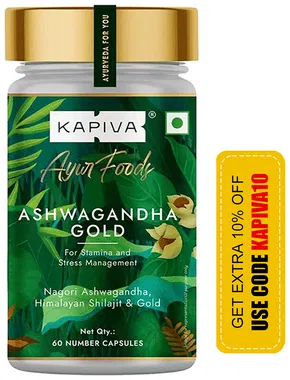 AYURVEDA FOR YOU
KAPIVA®
Ayur Foods
ASHWAGANDHA
GOLD
For Stamina and
Stress Management
Nagori Ashwagandha,
Himalayan Shilajit & Gold
Net Qty.:
60 NUMBER CAPSULES
GET EXTRA 10% OFF
USE CODE KAPIVA10